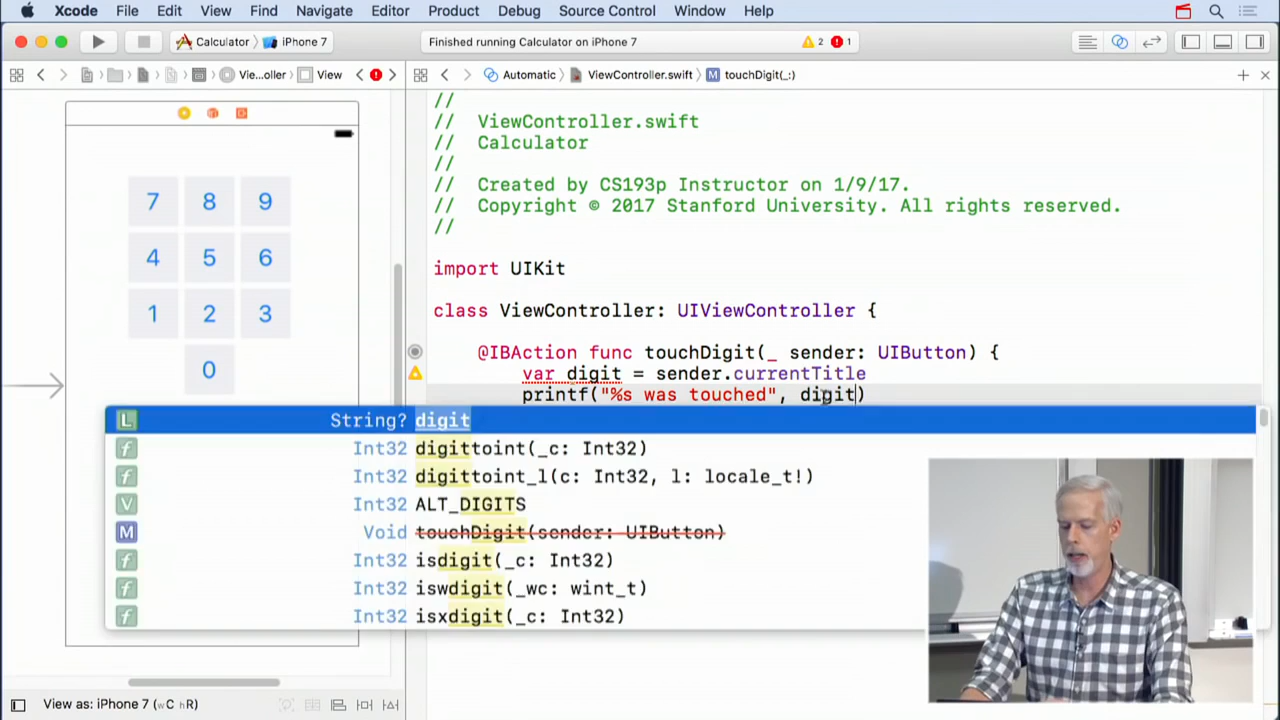 Xcode File Edit View Find Navigate Editor Product Debug Source Control Window Help
Calculator iPhone 7 Finished running Calculator on iPhone 7 2 1
Vie...oller View Automatic ViewController.swift M touchDigit(_:)
7 8 9
4 5 6
1 2 3
0
//
// ViewController.swift
// Calculator
//
// Created by CS193p Instructor on 1/9/17.
// Copyright © 2017 Stanford University. All rights reserved.
//
import UIKit
class ViewController: UIViewController {
@IBAction func touchDigit(_ sender: UIButton) {
var digit = sender.currentTitle
printf("%s was touched", digit)
L String? digit
f Int32 digittoint(_c: Int32)
f Int32 digittoint_l(c: Int32, l: locale_t!)
V Int32 ALT_DIGITS
M Void touchDigit(sender: UIButton)
f Int32 isdigit(_c: Int32)
f Int32 iswdigit(_wc: wint_t)
f Int32 isxdigit(_c: Int32)
View as: iPhone 7 (wC hR)